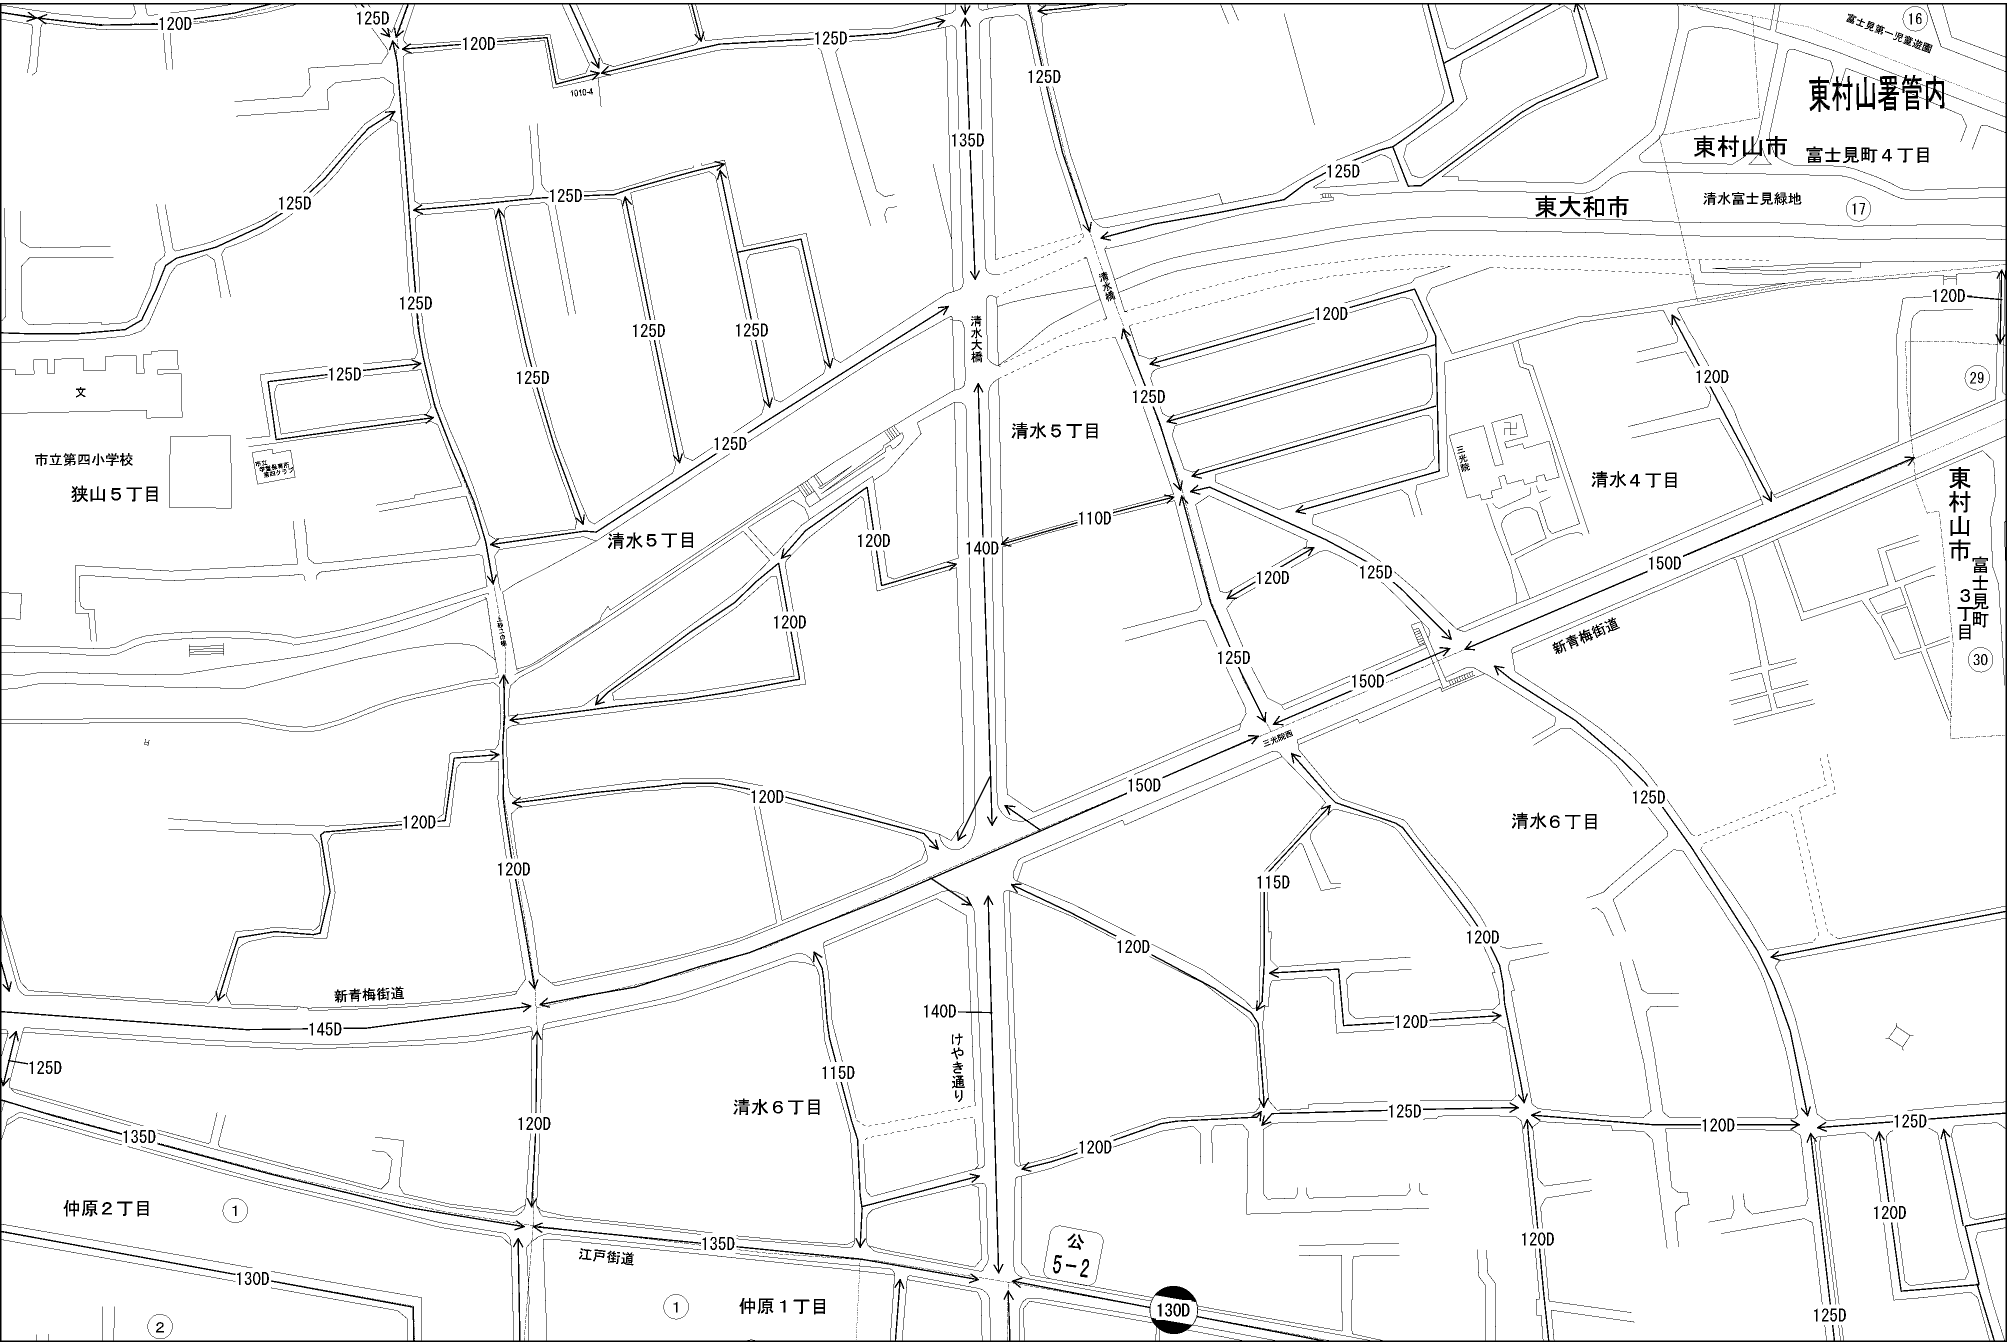 120D
125D
120D
125D
1010-4
125D
富士見第一児童遊園
16
東村山署管内
135D
東村山市
富士見町４丁目
125D
125D
125D
清水富士見緑地
17
東大和市
清水橋
125D
125D
125D
清水大橋
120D
120D
125D
125D
125D
120D
29
文
125D
125D
清水５丁目
市立第四小学校
狭山５丁目
三光院
清水４丁目
東村山市
110D
清水５丁目
120D
140D
120D
125D
150D
富士見町
３丁目
120D
125D
新青梅街道
30
150D
三光院西
150D
120D
120D
125D
清水６丁目
120D
115D
120D
120D
新青梅街道
145D
140D
120D
けやき通り
125D
115D
清水６丁目
120D
135D
125D
120D
125D
120D
仲原２丁目
1
120D
135D
江戸街道
120D
公
5-2
130D
1
仲原１丁目
130D
125D
2